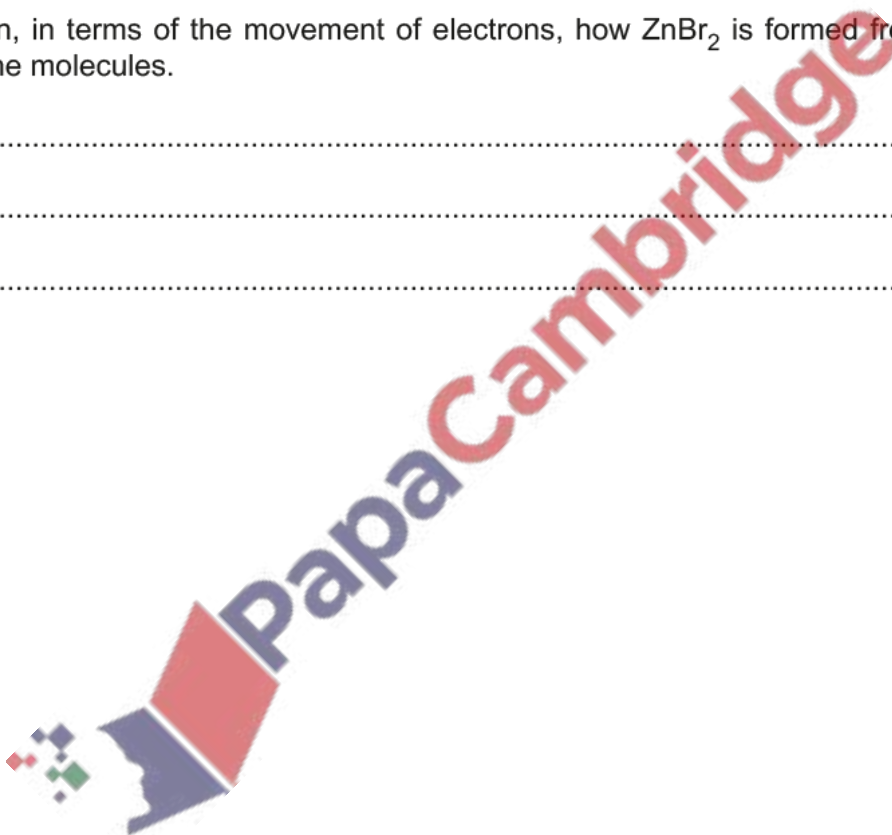 n, in terms of the movement of electrons, how ZnBr₂ is formed fr
ne molecules.
PapaCambridge